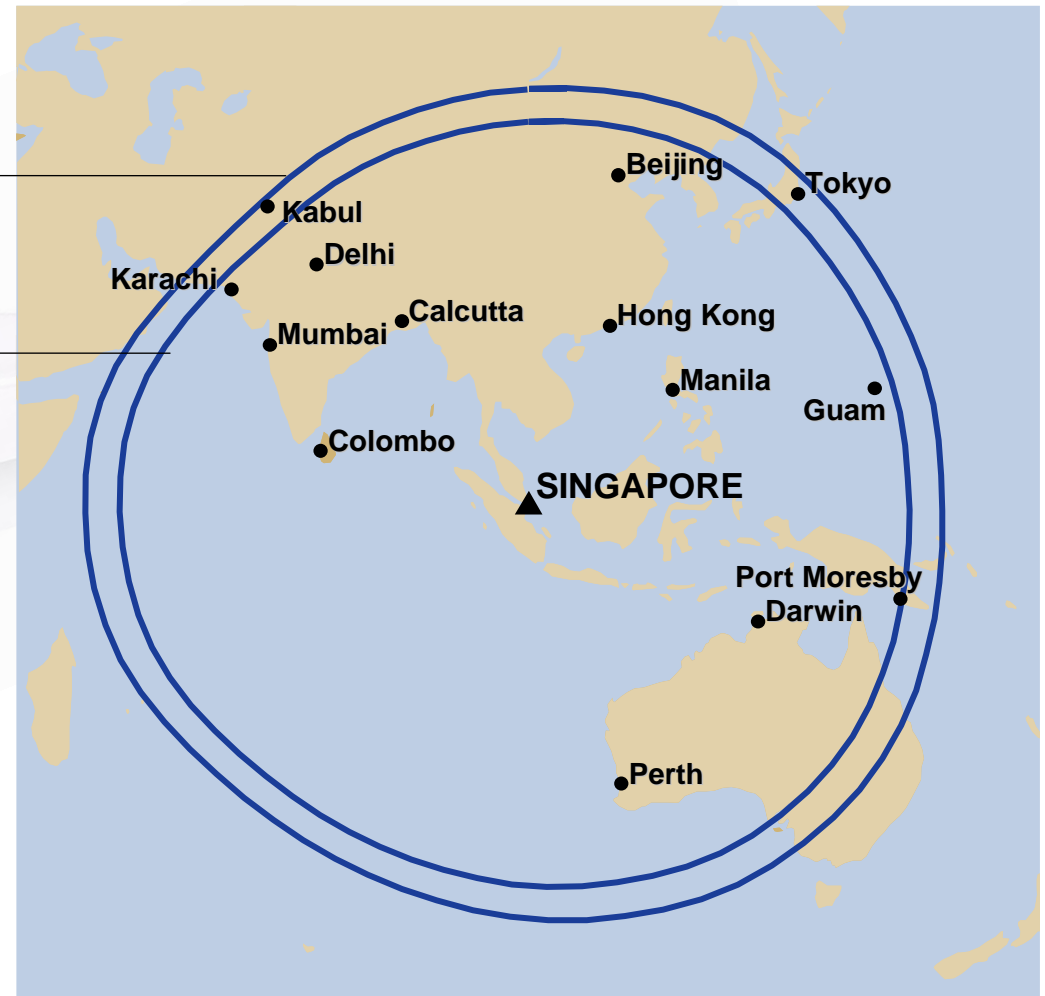 Beijing
Tokyo
Kabul
Delhi
Karachi
Calcutta
Hong Kong
Mumbai
Manila
Guam
Colombo
SINGAPORE
Port Moresby
Darwin
Perth